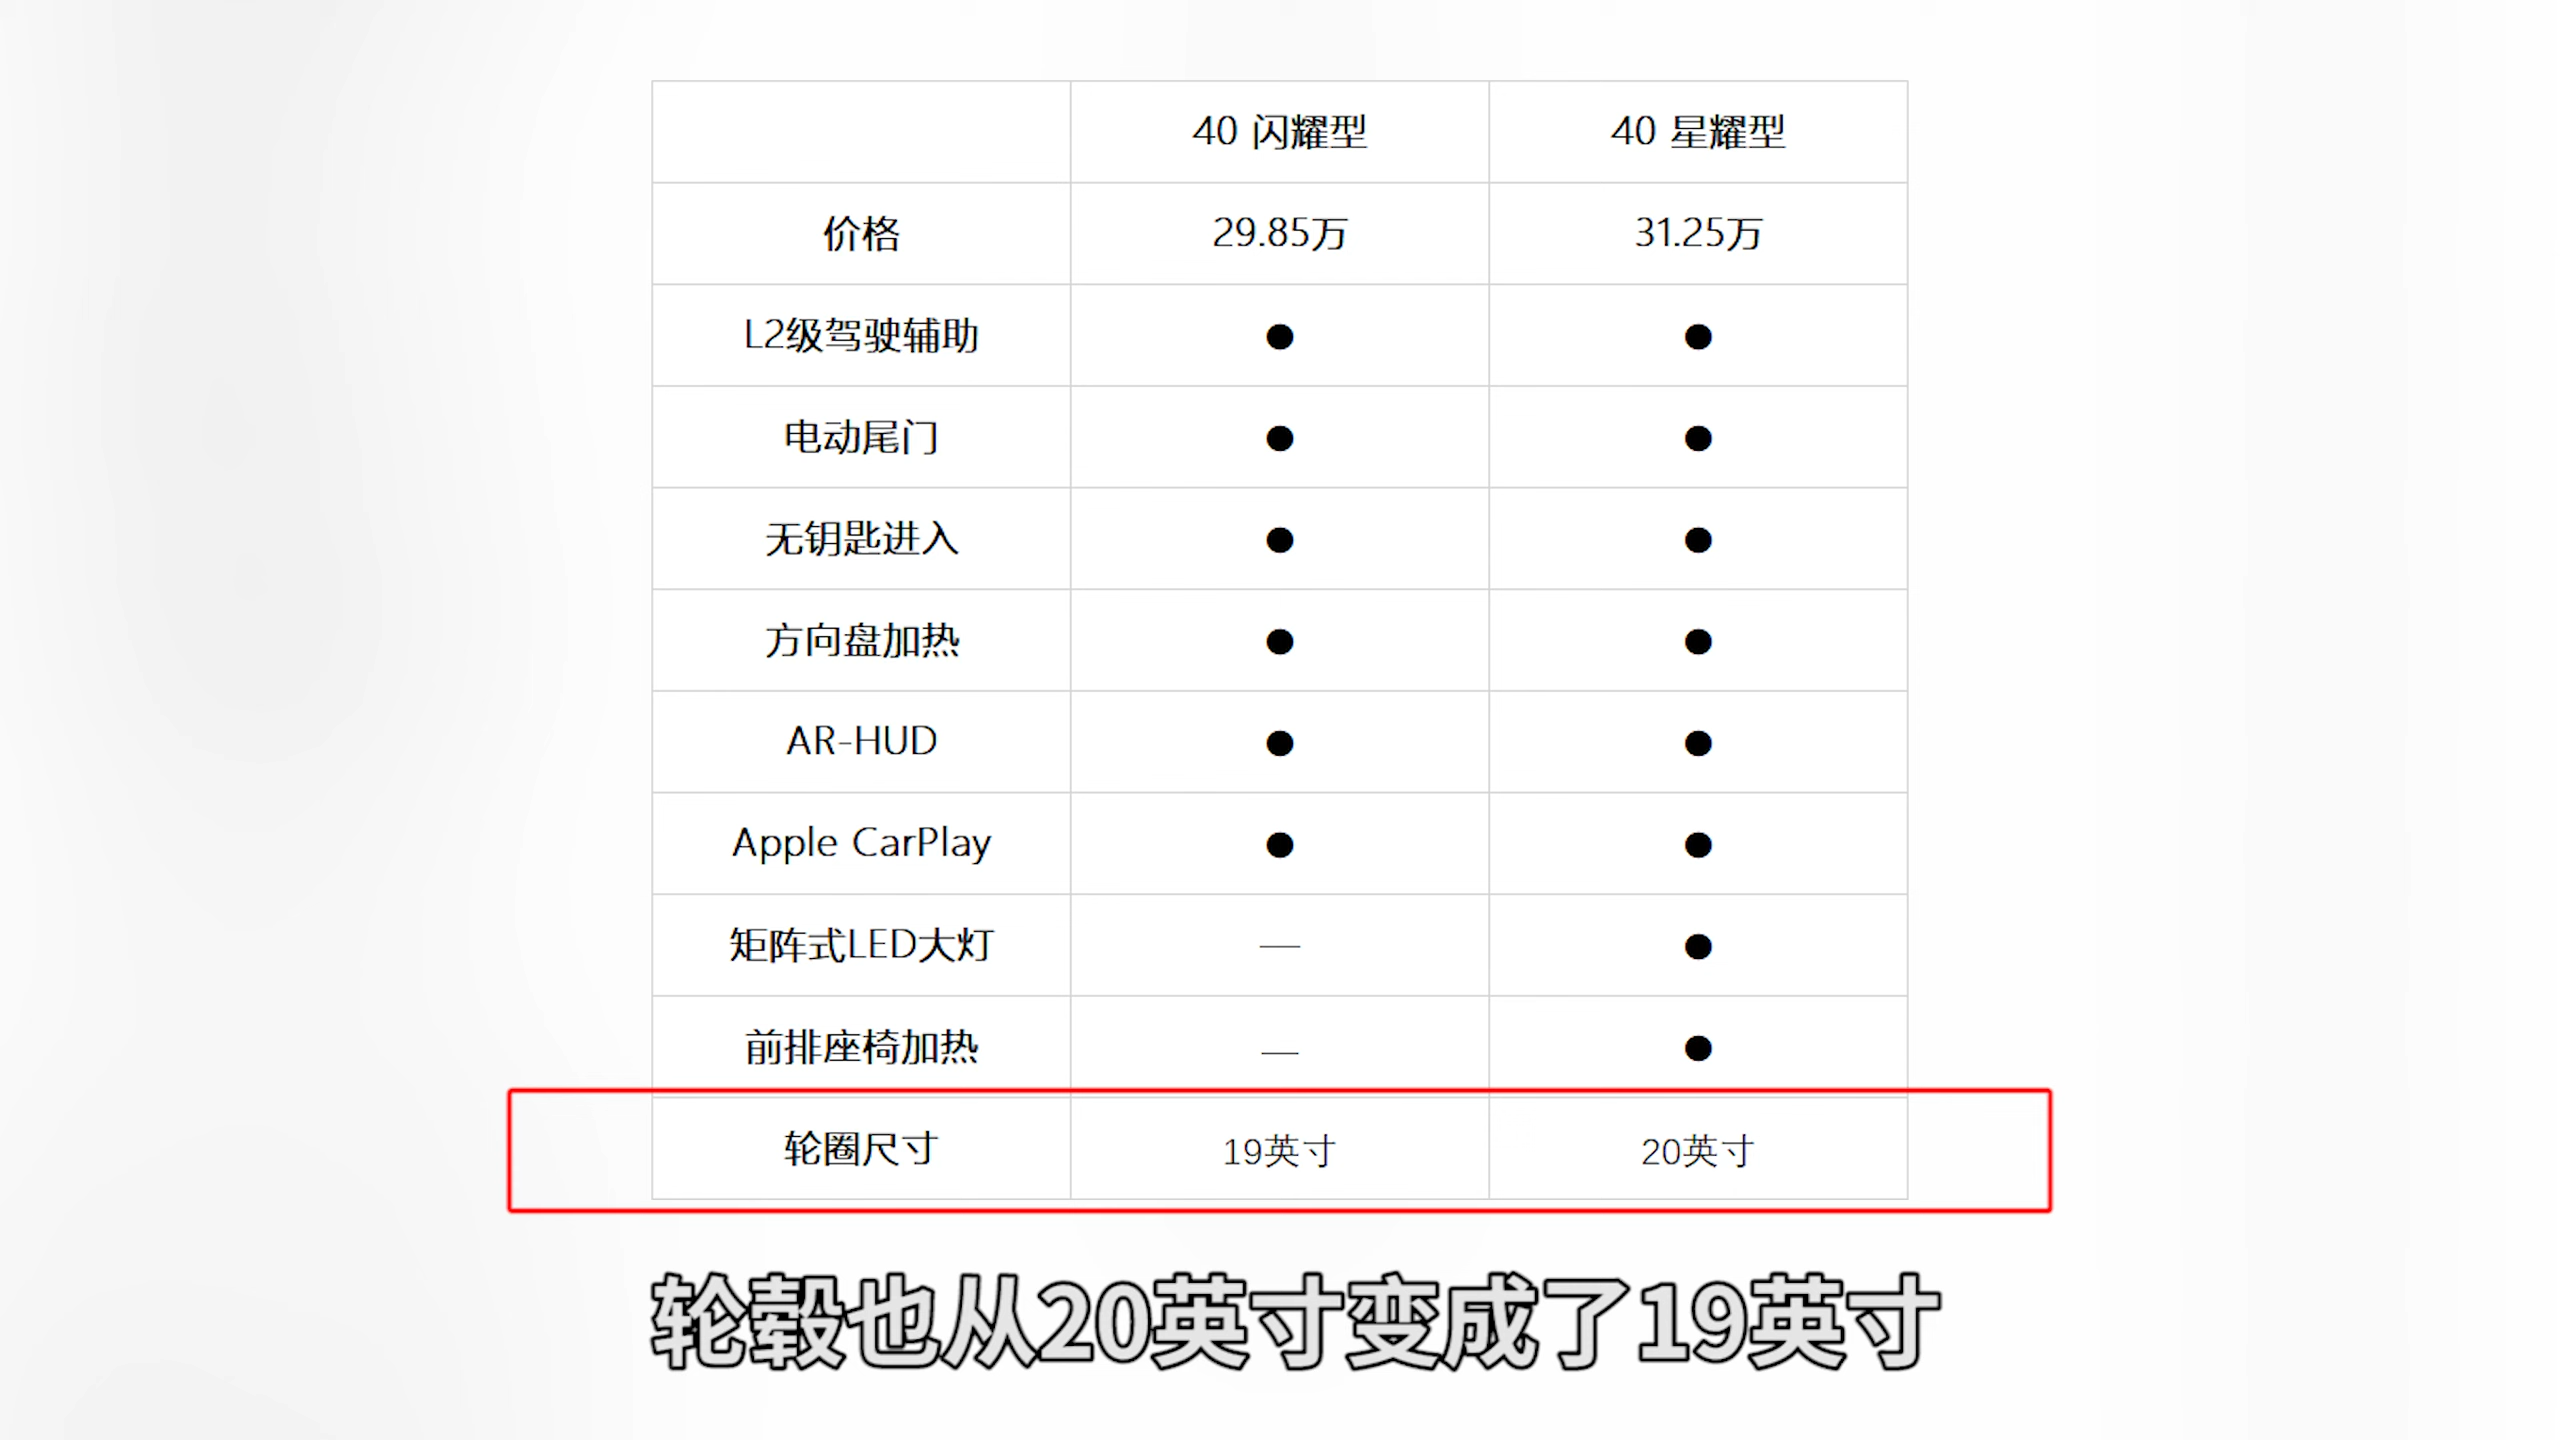 40 闪耀型 40 星耀型
价格 29.85万 31.25万
L2级驾驶辅助 ● ●
电动尾门 ● ●
无钥匙进入 ● ●
方向盘加热 ● ●
AR-HUD ● ●
Apple CarPlay ● ●
矩阵式LED大灯 — ●
前排座椅加热 — ●
轮圈尺寸 19英寸 20英寸
轮毂也从20英寸变成了19英寸